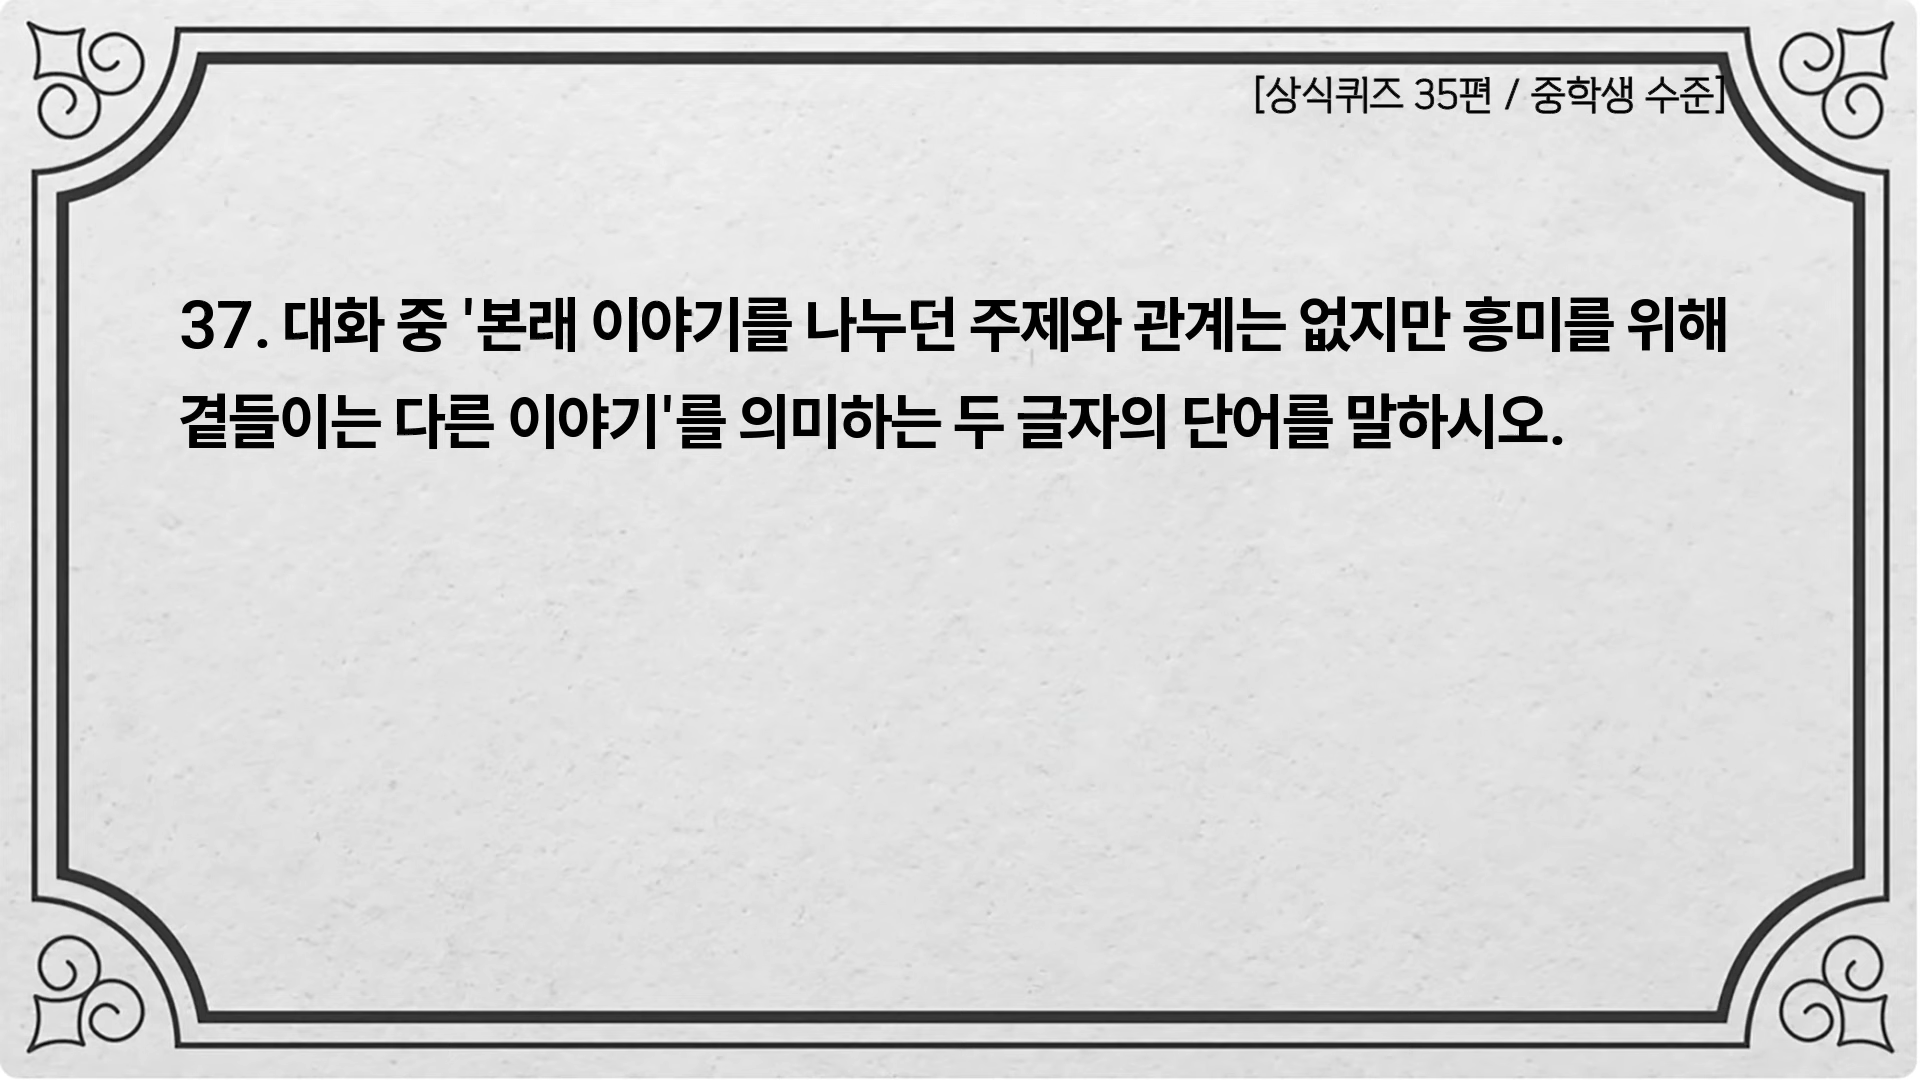 [상식퀴즈 35편 / 중학생 수준]
37. 대화 중 '본래 이야기를 나누던 주제와 관계는 없지만 흥미를 위해
곁들이는 다른 이야기'를 의미하는 두 글자의 단어를 말하시오.